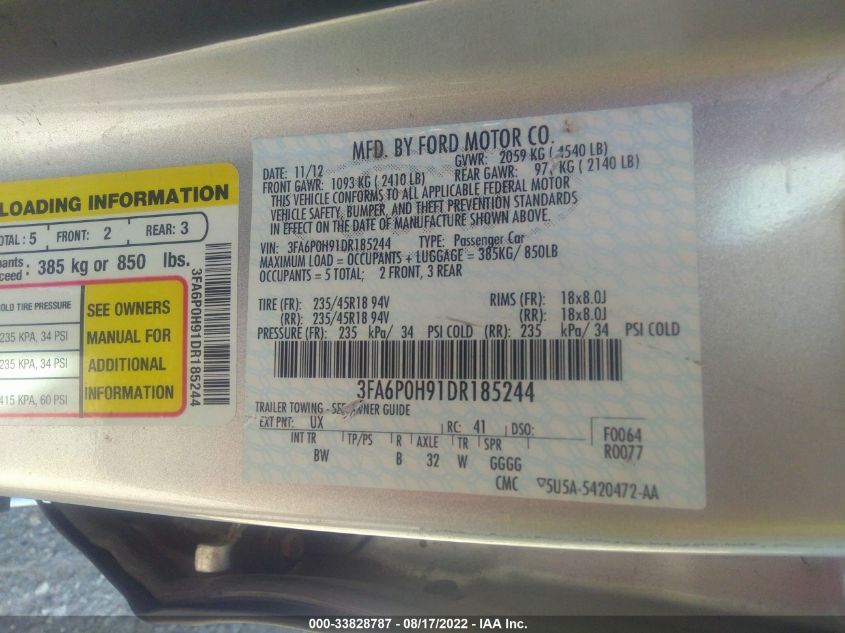 LOADING INFORMATION
TOTAL: 5 FRONT: 2 REAR: 3
385 kg or 850 lbs.
OLD TIRE PRESSURE
235 KPA, 34 PSI
235 KPA, 34 PSI
415 KPA, 60 PSI
SEE OWNERS
MANUAL FOR
ADDITIONAL
INFORMATION
3FA6P0H91DR185244
MFD. BY FORD MOTOR CO.
DATE: 11/12 GVWR: 2059 KG ( 4540 LB)
FRONT GAWR: 1093 KG ( 2410 LB) REAR GAWR: 97 KG ( 2140 LB)
THIS VEHICLE CONFORMS TO ALL APPLICABLE FEDERAL MOTOR
VEHICLE SAFETY, BUMPER, AND THEFT PREVENTION STANDARDS
IN EFFECT ON THE DATE OF MANUFACTURE SHOWN ABOVE.
VIN: 3FA6P0H91DR185244 TYPE: Passenger Car
MAXIMUM LOAD = OCCUPANTS + LUGGAGE = 385KG/ 850LB
OCCUPANTS = 5 TOTAL; 2 FRONT, 3 REAR
TIRE (FR): 235/45R18 94V RIMS (FR): 18x8.0J
(RR): 235/45R18 94V (RR): 18x8.0J
PRESSURE (FR): 235 kPa/ 34 PSI COLD (RR): 235 kPa/ 34 PSI COLD
3FA6P0H91DR185244
TRAILER TOWING - SEE OWNER GUIDE
EXT PNT: UX RC: 41 DSO:
INT TR TP/PS R AXLE TR SPR
BW B 32 W GGGG
F0064
R0077
CMC ▽5U5A-5420472-AA
000-33828787 - 08/17/2022 - IAA Inc.